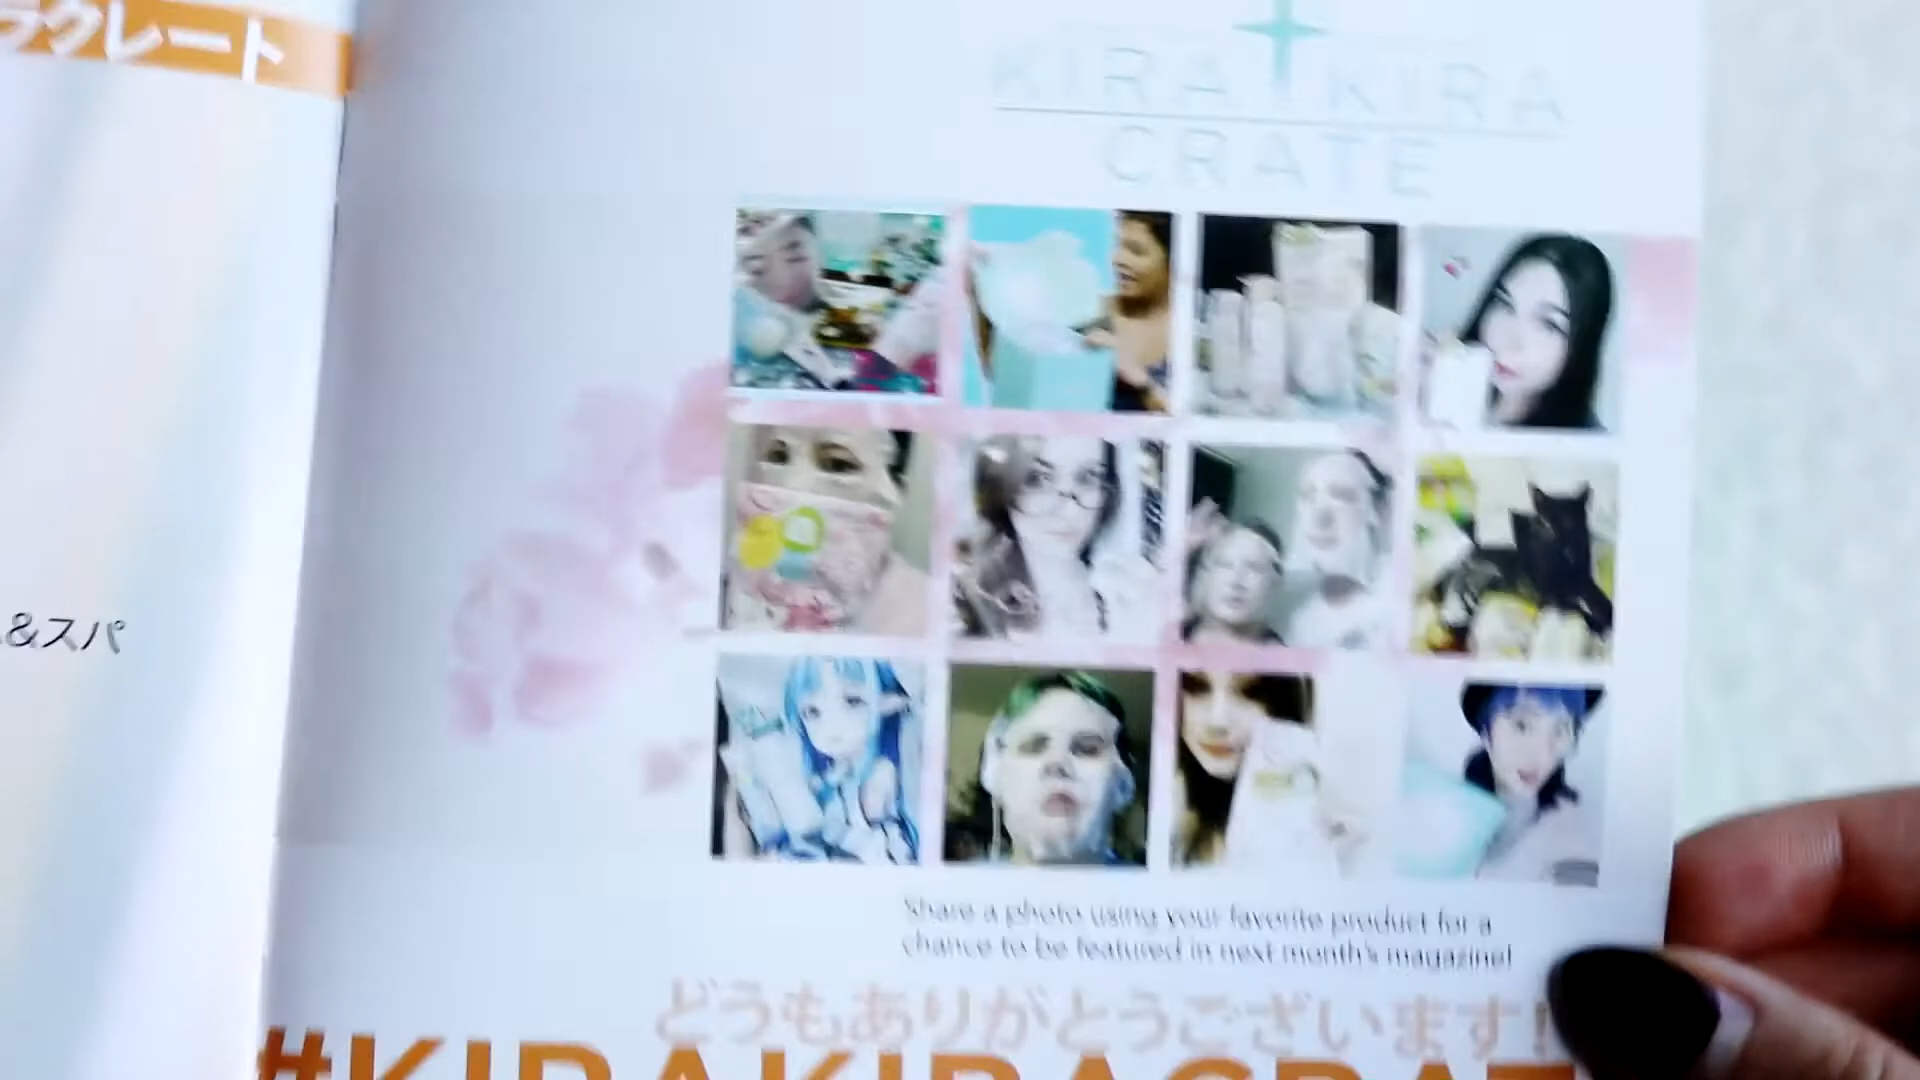 ラクレート
&スパ
KIRA KIRA
CRATE
Share a photo using your favorite product for a
chance to be featured in next month's magazine!
どうもありがとうございます!
#KIRAKIRACRAT